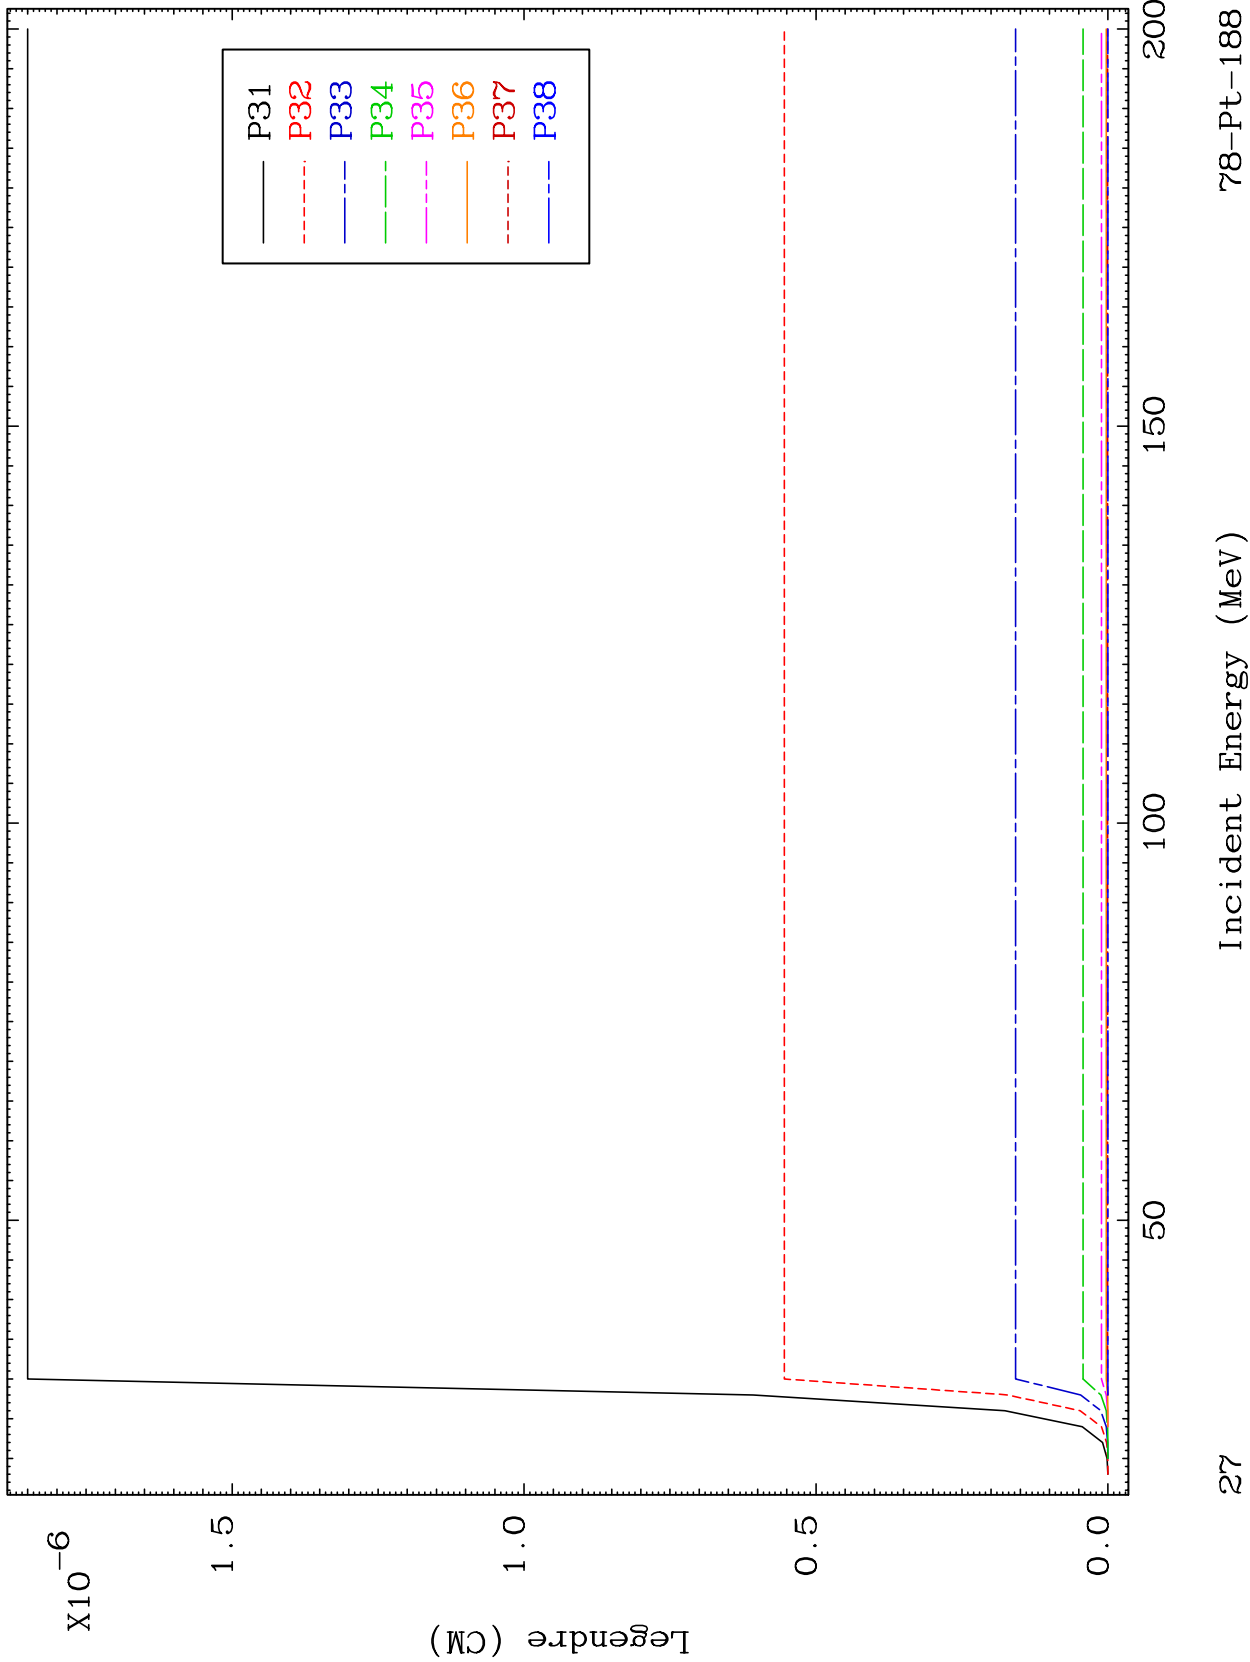 X10-6
1.5
1.0
0.5
0.0
Legendre (CM)
P31
P32
P33
P34
P35
P36
P37
P38
50
100
150
200
Incident Energy (MeV)
27
78-Pt-188